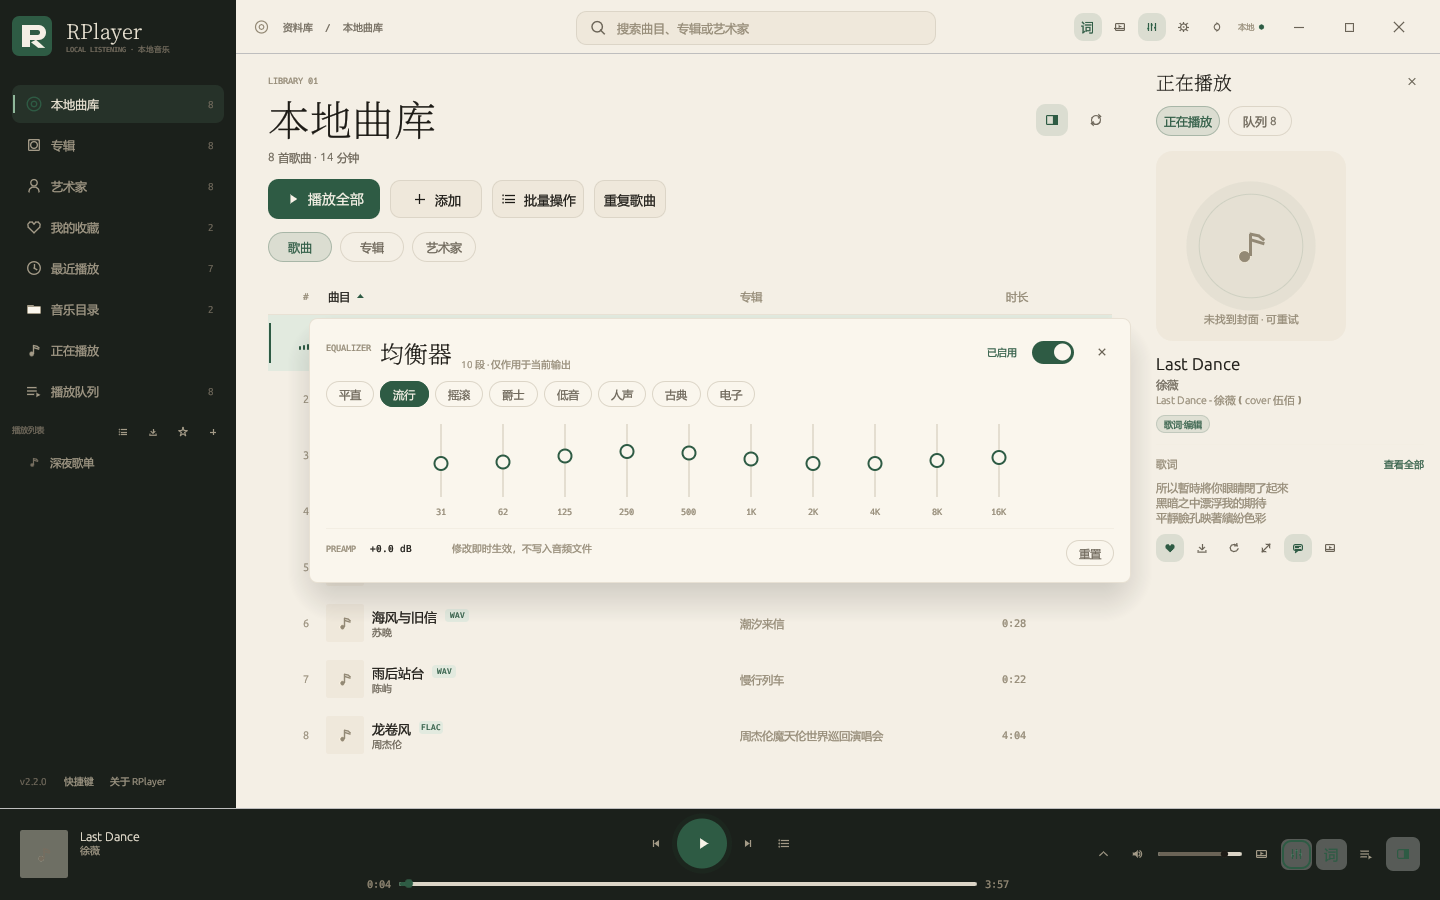 RPlayer
LOCAL LISTENING · 本地音乐
本地曲库 8
专辑 8
艺术家 8
我的收藏 2
最近播放 7
音乐目录 2
正在播放
播放队列 8
播放列表
深夜歌单
v2.2.0 快捷键 关于 RPlayer
资料库 / 本地曲库
搜索曲目、专辑或艺术家
词 本地
LIBRARY 01
本地曲库
8 首歌曲 · 14 分钟
播放全部 添加 批量操作 重复歌曲
歌曲 专辑 艺术家
# 曲目 专辑 时长
EQUALIZER 均衡器 10 段 · 仅作用于当前输出 已启用
平直 流行 摇滚 爵士 低音 人声 古典 电子
31 62 125 250 500 1K 2K 4K 8K 16K
PREAMP +0.0 dB 修改即时生效，不写入音频文件 重置
2
3
4
5
6 海风与旧信 WAV 潮汐来信 0:28
苏晚
7 雨后站台 WAV 慢行列车 0:22
陈屿
8 龙卷风 FLAC 周杰伦魔天伦世界巡回演唱会 4:04
周杰伦
正在播放
正在播放 队列 8
未找到封面 · 可重试
Last Dance
徐薇
Last Dance - 徐薇 ( cover 伍佰 )
歌词·编辑
歌词 查看全部
所以暫時將你眼睛閉了起來
黑暗之中漂浮我的期待
平靜臉孔映著繽紛色彩
Last Dance
徐薇
0:04 3:57
词